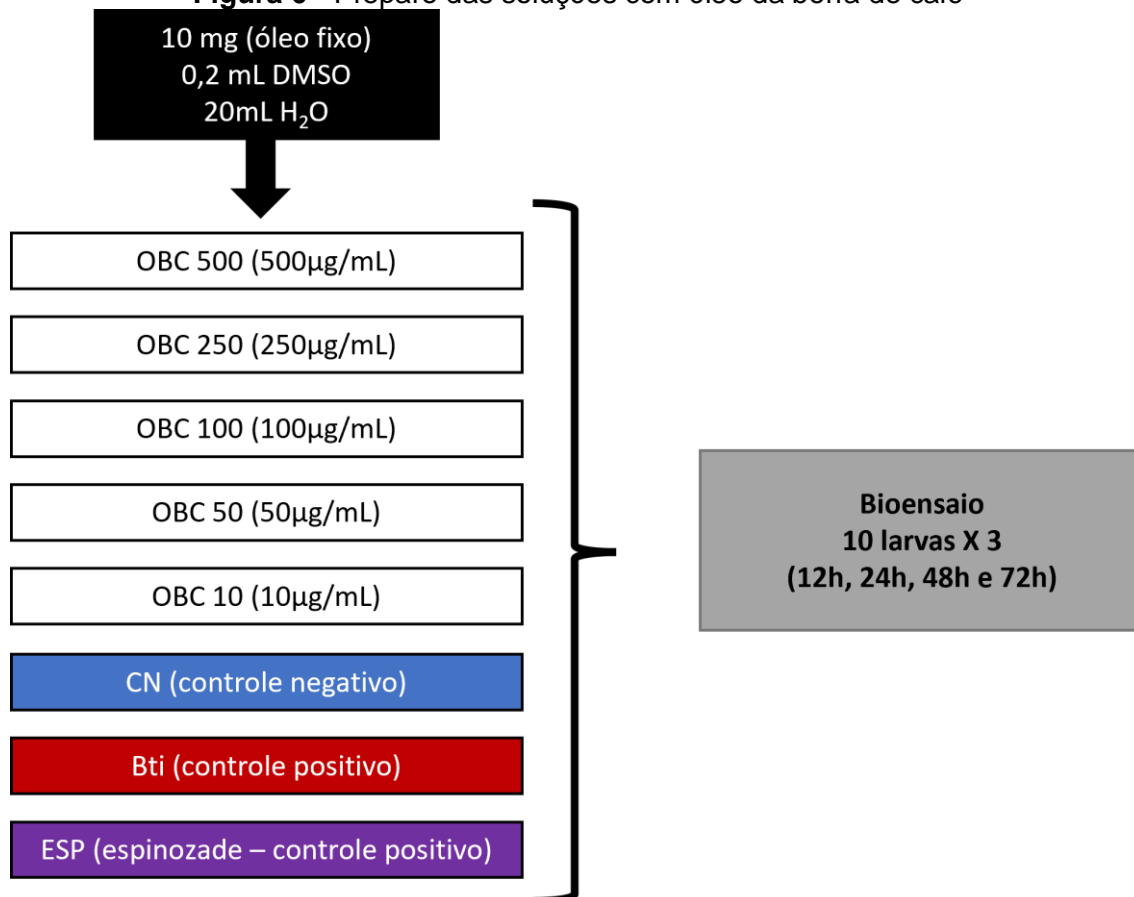 10 mg (óleo fixo)
0,2 mL DMSO
20mL H₂O
OBC 500 (500µg/mL)
OBC 250 (250µg/mL)
OBC 100 (100µg/mL)
OBC 50 (50µg/mL)
OBC 10 (10µg/mL)
CN (controle negativo)
Bti (controle positivo)
ESP (espinozade – controle positivo)
Bioensaio
10 larvas X 3
(12h, 24h, 48h e 72h)